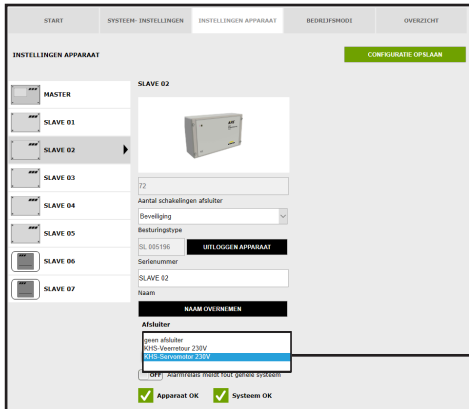 START
SYSTEEM- INSTELLINGEN
INSTELLINGEN APPARAAT
BEDRIJFSMODI
OVERZICHT
INSTELLINGEN APPARAAT
CONFIGURATIE OPSLAAN
MASTER
SLAVE 01
SLAVE 02
SLAVE 03
SLAVE 04
SLAVE 05
SLAVE 06
SLAVE 07
SLAVE 02
72
Aantal schakelingen afsluiter
Beveiliging
Besturingstype
SL 005196
UITLOGGEN APPARAAT
Serienummer
SLAVE 02
Naam
NAAM OVERNEMEN
Afsluiter
geen afsluiter
KHS-Veerretour 230V
KHS-Servomotor 230V
OFF Alarmrelais meldt fout gehele systeem
Apparaat OK
Systeem OK